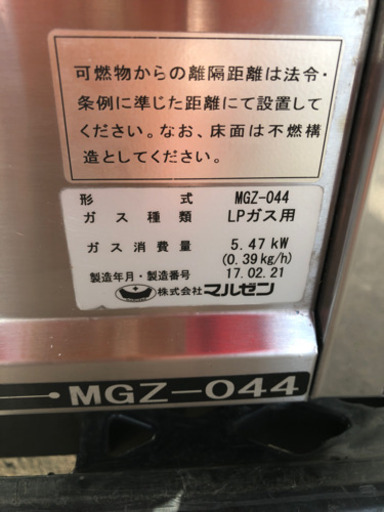 可燃物からの離隔距離は法令・
条例に準じた距離にて設置して
ください。なお、床面は不燃構
造としてください。
形式 MGZ-044
ガス種類 LPガス用
ガス消費量 5.47 kW
(0.39kg/h)
製造年月・製造番号 17.02.21
株式会社マルゼン
MGZ-044